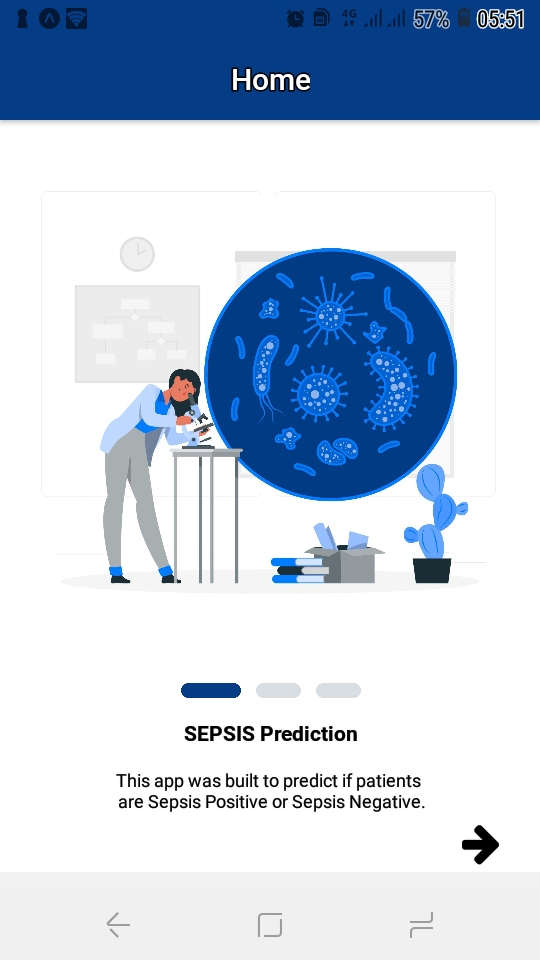 4G 57% 05:51
Home
SEPSIS Prediction
This app was built to predict if patients
are Sepsis Positive or Sepsis Negative.